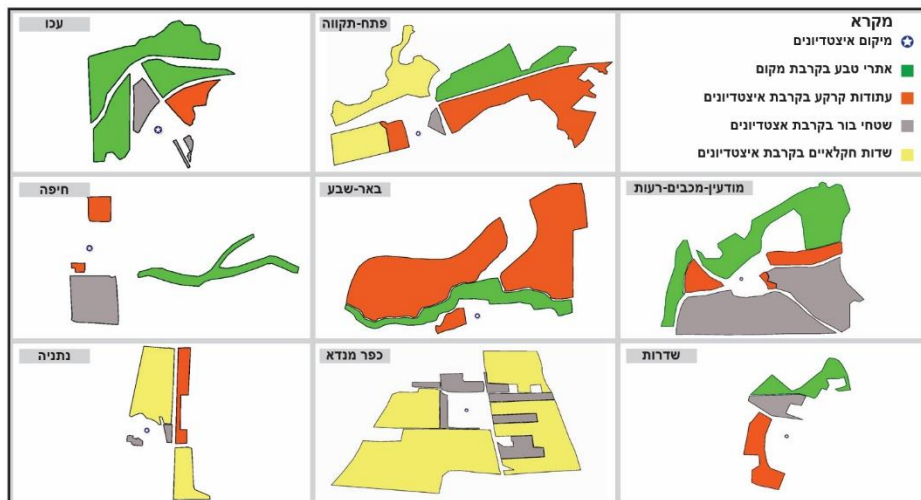 מקרא
מיקום איצטדיונים
אתרי טבע בקרבת מקום
עתודות קרקע בקרבת איצטדיונים
שטחי בור בקרבת אצטדיונים
שדות חקלאיים בקרבת איצטדיונים
פתח-תקווה
עכו
מודעין-מכבים-רעות
באר-שבע
חיפה
שדרות
כפר מנדא
נתניה